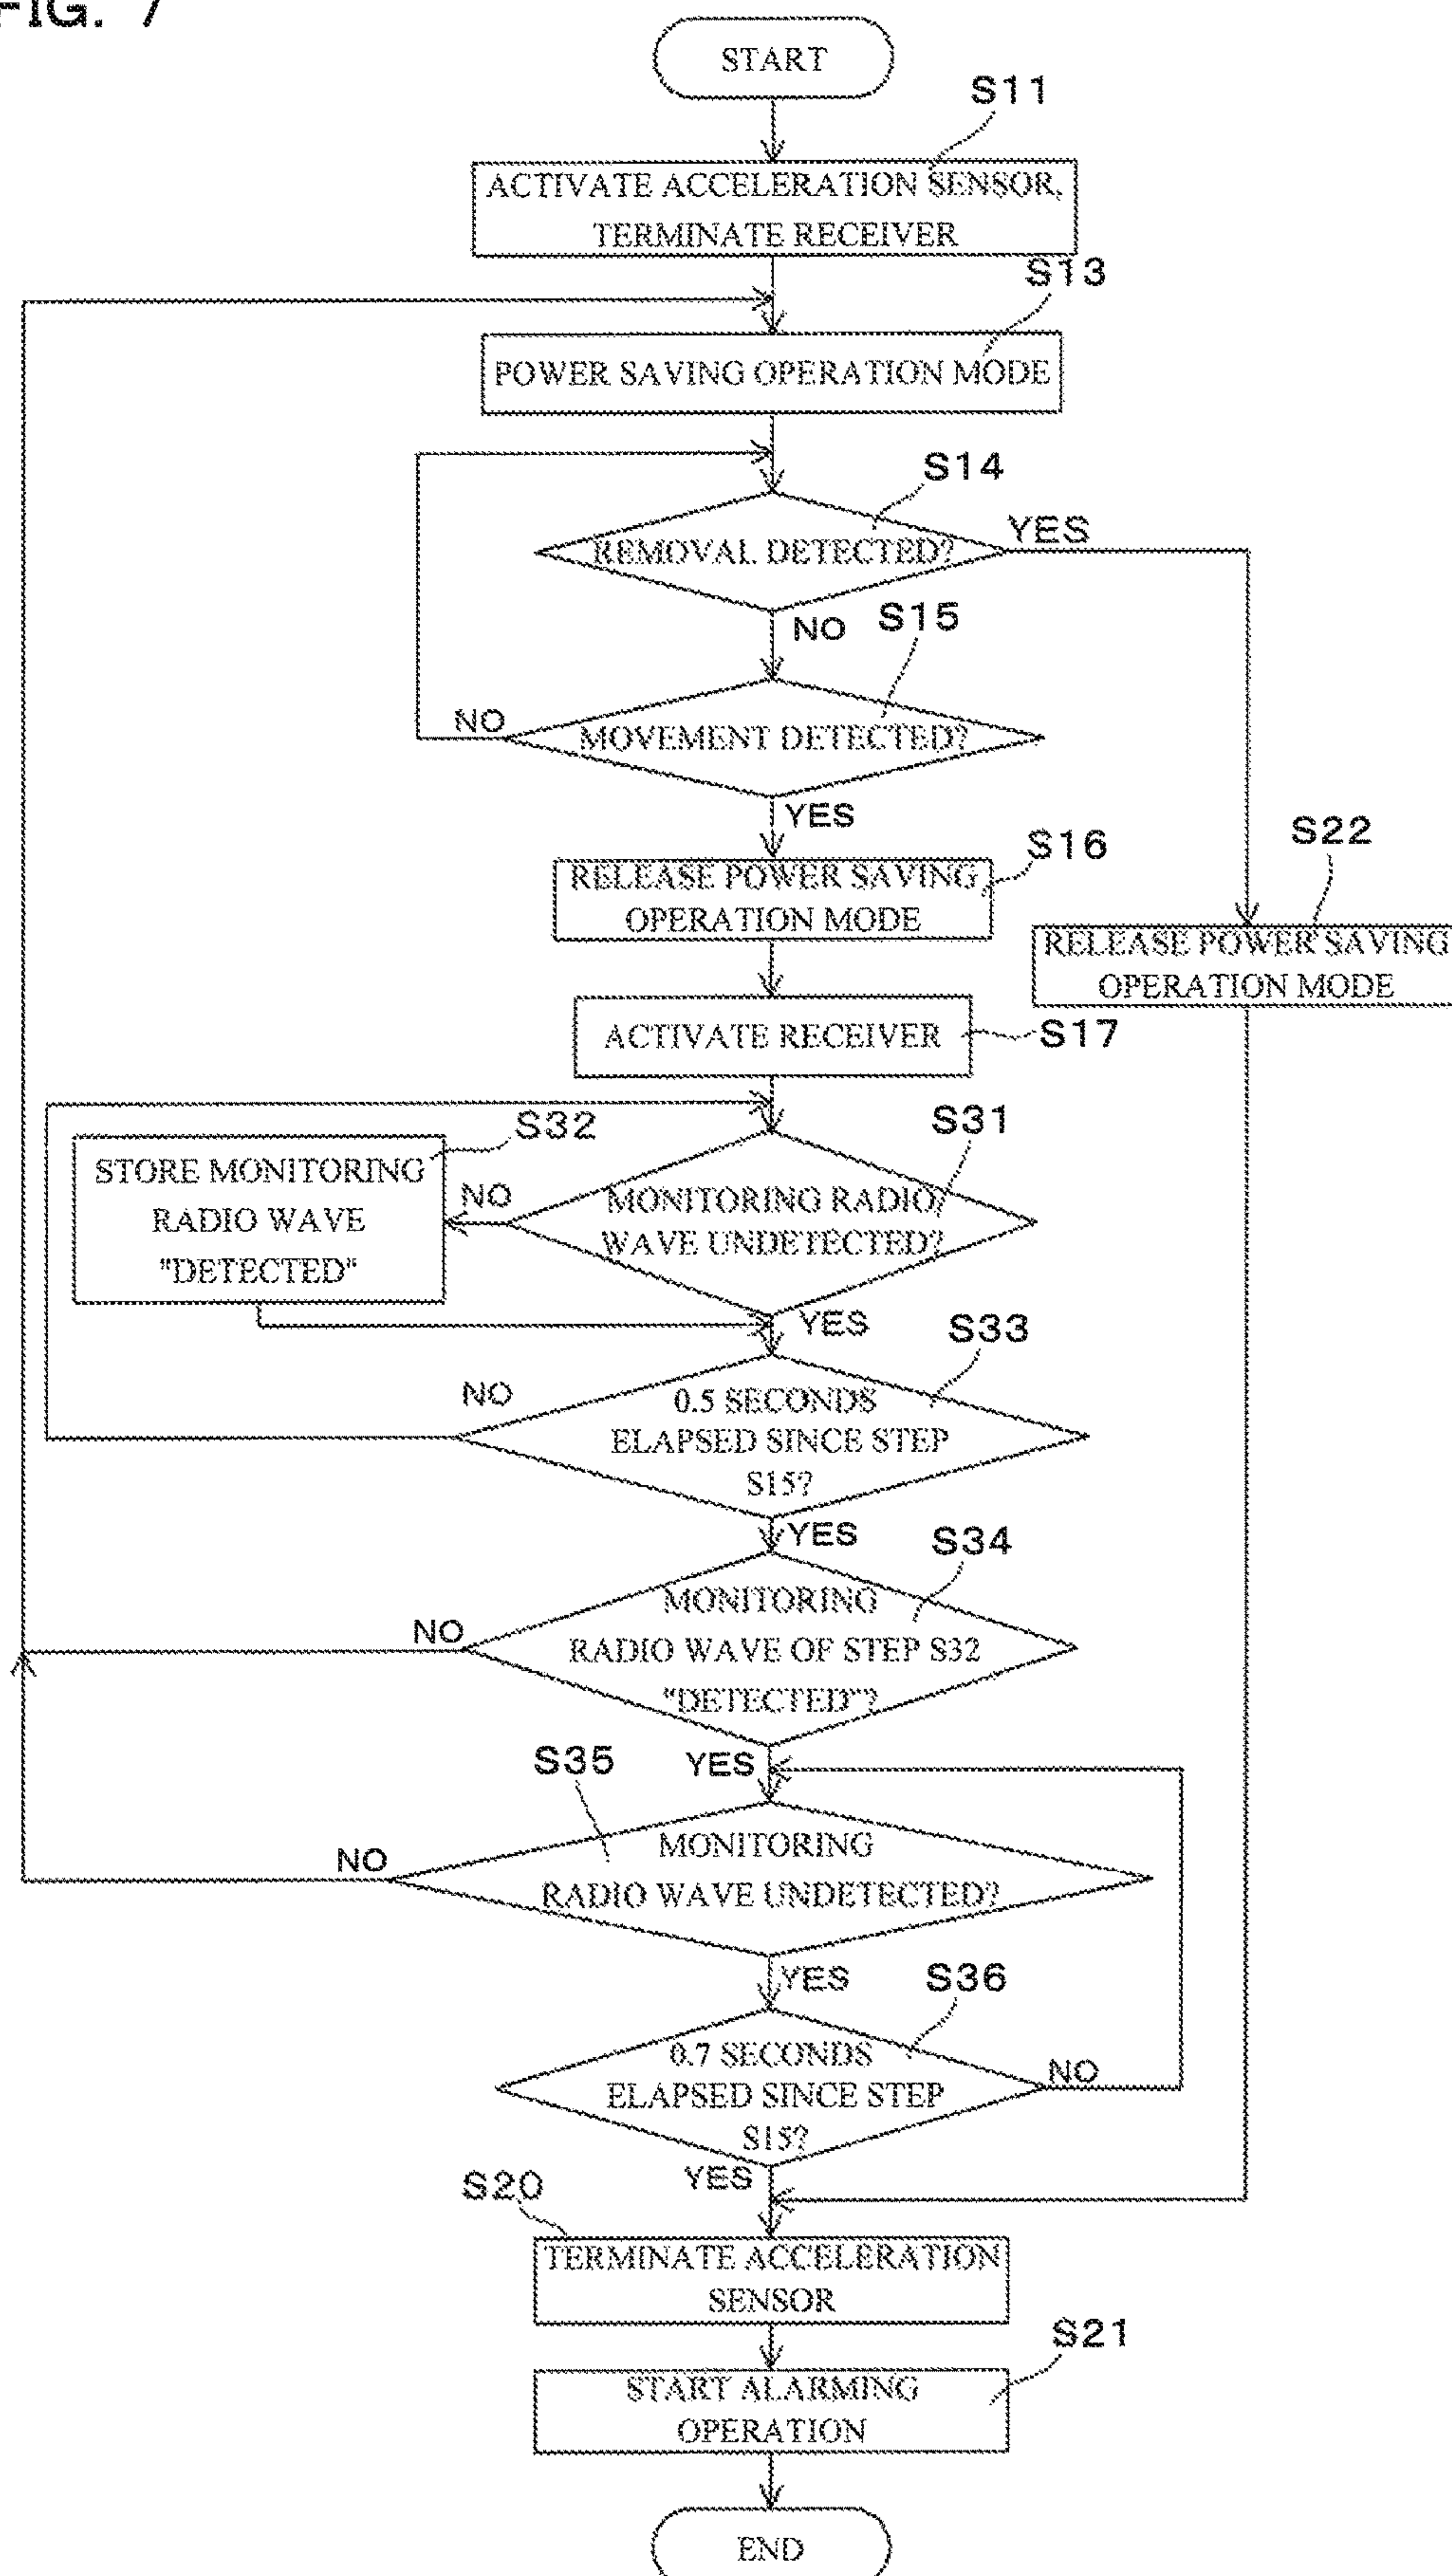 FIG. 7
START
S11
ACTIVATE ACCELERATION SENSOR,
TERMINATE RECEIVER
S13
POWER SAVING OPERATION MODE
S14
REMOVAL DETECTED?
YES
NO
S15
MOVEMENT DETECTED?
NO
YES
S16
RELEASE POWER SAVING
OPERATION MODE
S22
RELEASE POWER SAVING
OPERATION MODE
ACTIVATE RECEIVER
S17
S31
MONITORING RADIO
WAVE UNDETECTED?
NO
S32
STORE MONITORING
RADIO WAVE
"DETECTED"
YES
S33
0.5 SECONDS
ELAPSED SINCE STEP
S15?
NO
YES
S34
MONITORING
RADIO WAVE OF STEP S32
"DETECTED"?
NO
YES
S35
MONITORING
RADIO WAVE UNDETECTED?
NO
YES
S36
0.7 SECONDS
ELAPSED SINCE STEP
S15?
NO
YES
S20
TERMINATE ACCELERATION
SENSOR
S21
START ALARMING
OPERATION
END